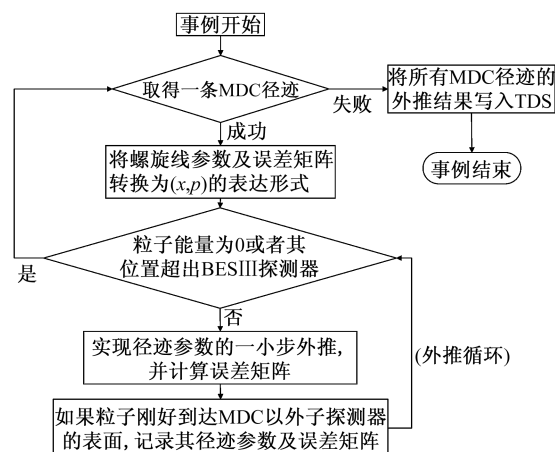 事例开始
取得一条MDC径迹
失败
将所有MDC径迹的
外推结果写入TDS
成功
事例结束
将螺旋线参数及误差矩阵
转换为(x,p)的表达形式
粒子能量为0或者其
位置超出BESⅢ探测器
是
否
实现径迹参数的一小步外推,
并计算误差矩阵
(外推循环)
如果粒子刚好到达MDC以外子探测器
的表面,记录其径迹参数及误差矩阵